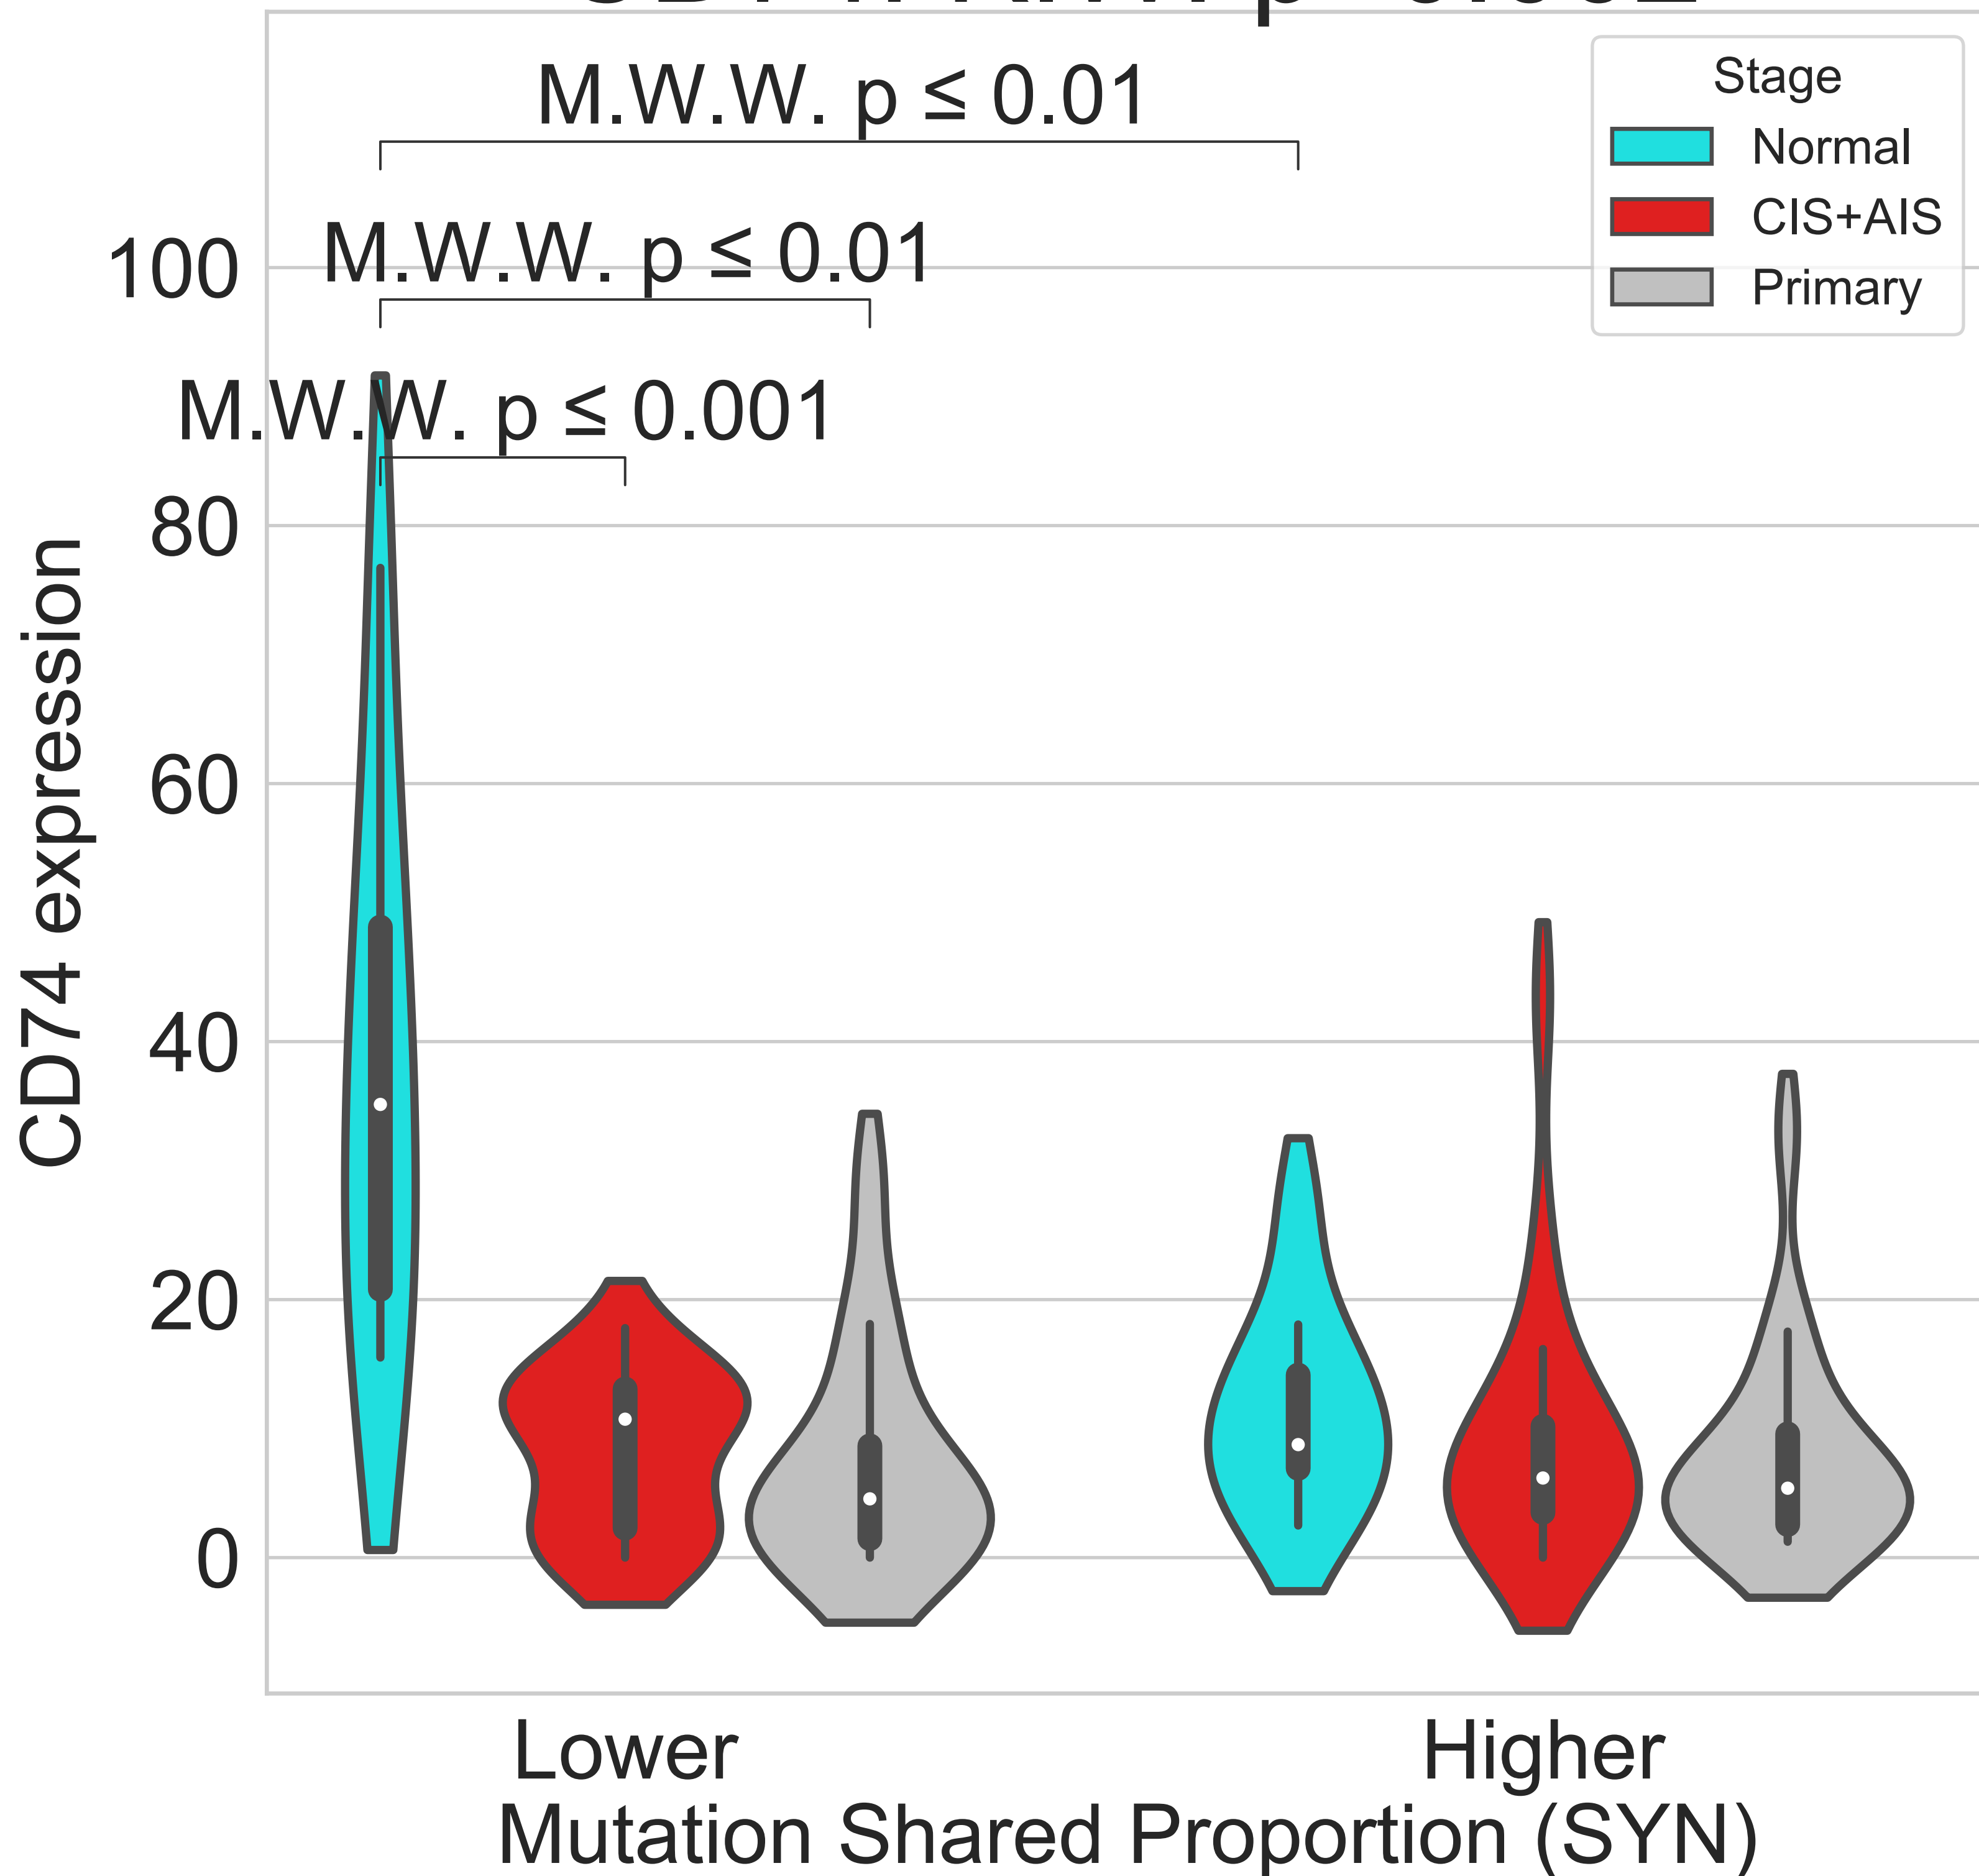 M.W.W. p ≤ 0.01
Stage
Normal
CIS+AIS
Primary
M.W.W. p ≤ 0.01
M.W.W. p ≤ 0.001
100
80
60
40
20
0
CD74 expression
Lower
Higher
Mutation Shared Proportion (SYN)